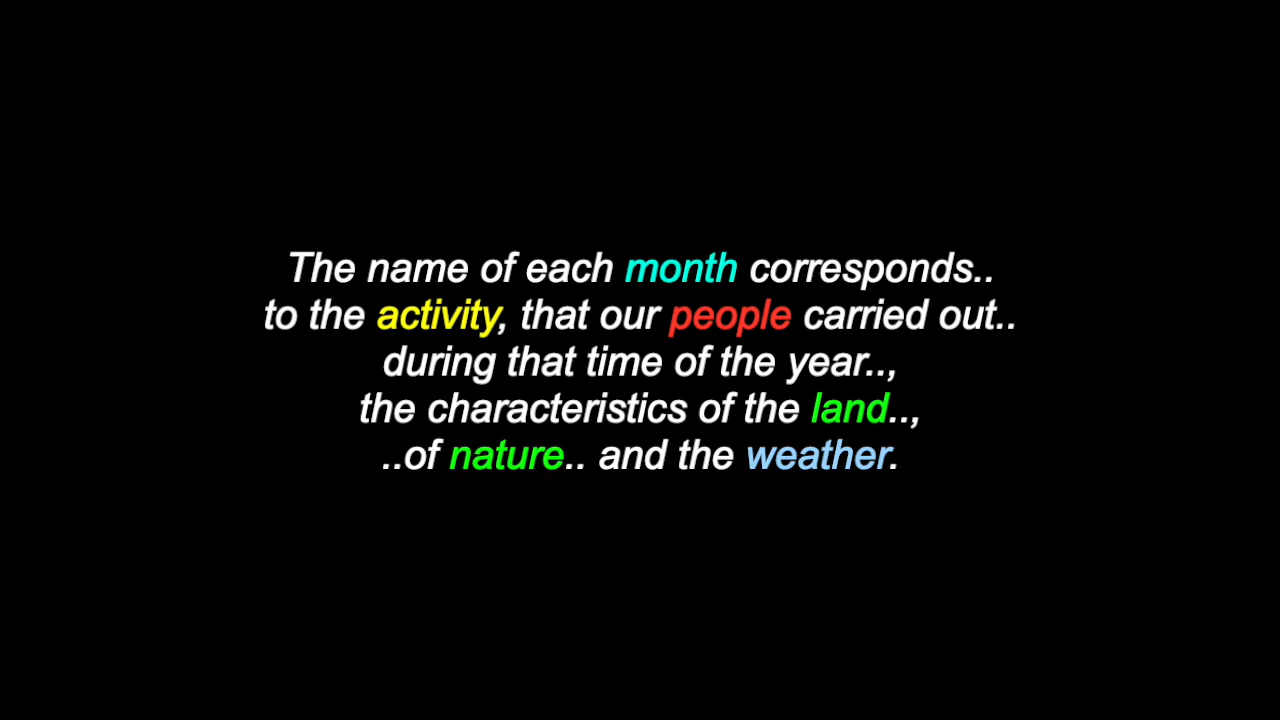 The name of each month corresponds..
to the activity, that our people carried out..
during that time of the year..,
the characteristics of the land..,
..of nature.. and the weather.